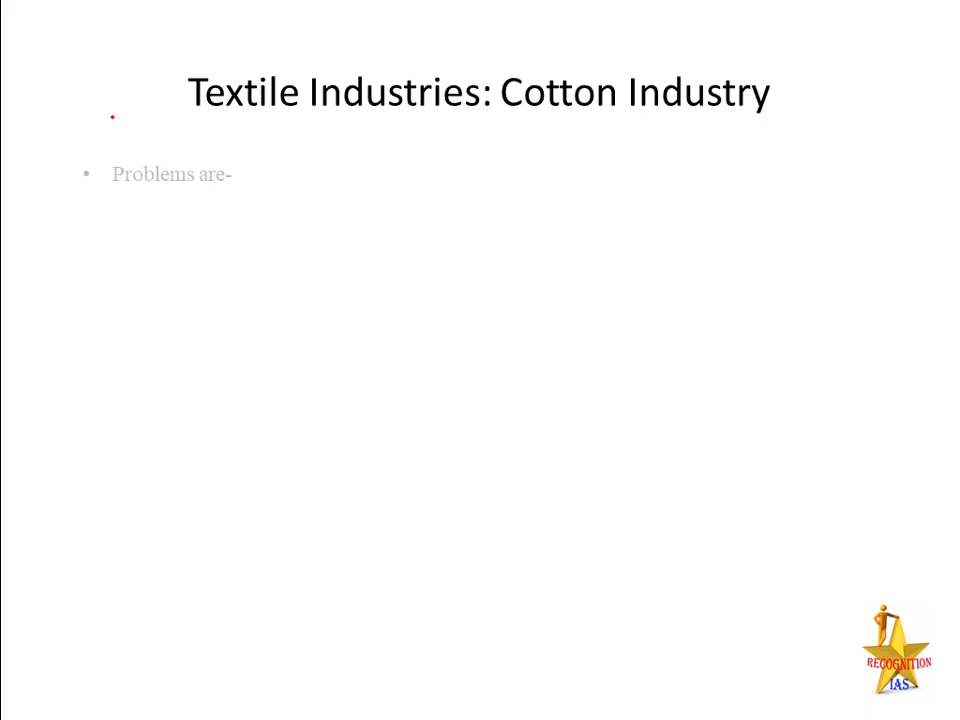 Textile Industries: Cotton Industry
• Problems are-
RECOGNITION
IAS